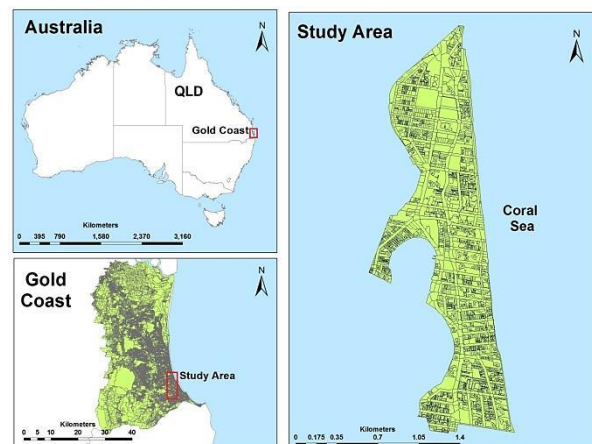 Australia
N
QLD
Gold Coast
Kilometers
0 395 790 1,580 2,370 3,160
Gold
Coast
N
Study Area
Kilometers
0 5 10 20 30 40
Study Area
N
Coral
Sea
Kilometers
0 0.175 0.35 0.7 1.05 1.4